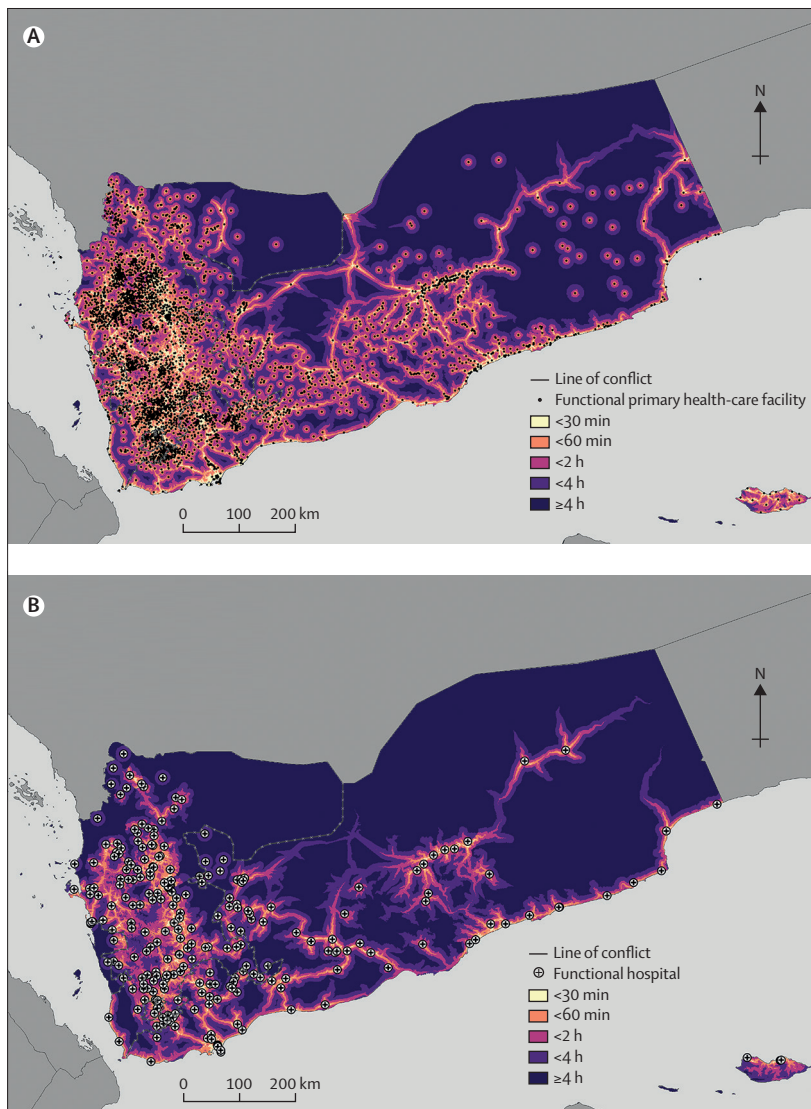 A
N
Line of conflict
Functional primary health-care facility
<30 min
<60 min
<2 h
<4 h
≥4 h
0 100 200 km
B
N
Line of conflict
Functional hospital
<30 min
<60 min
<2 h
<4 h
≥4 h
0 100 200 km